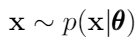 𝐱 ∼ p(𝐱|𝜽)